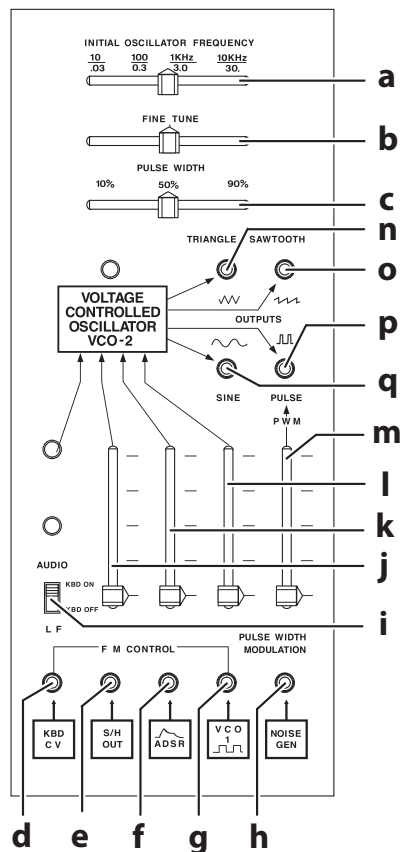 INITIAL OSCILLATOR FREQUENCY
10 100 1KHz 10KHz
.03 0.3 3.0 30.
a
FINE TUNE
b
PULSE WIDTH
10% 50% 90%
c
TRIANGLE SAWTOOTH
n
o
VOLTAGE
CONTROLLED
OSCILLATOR
VCO-2
OUTPUTS
p
q
SINE PULSE
PWM
m
l
k
j
AUDIO
KBD ON
KBD OFF
LF
i
FM CONTROL
PULSE WIDTH
MODULATION
KBD
CV
S/H
OUT
ADSR
VCO
1
NOISE
GEN
d e f g h